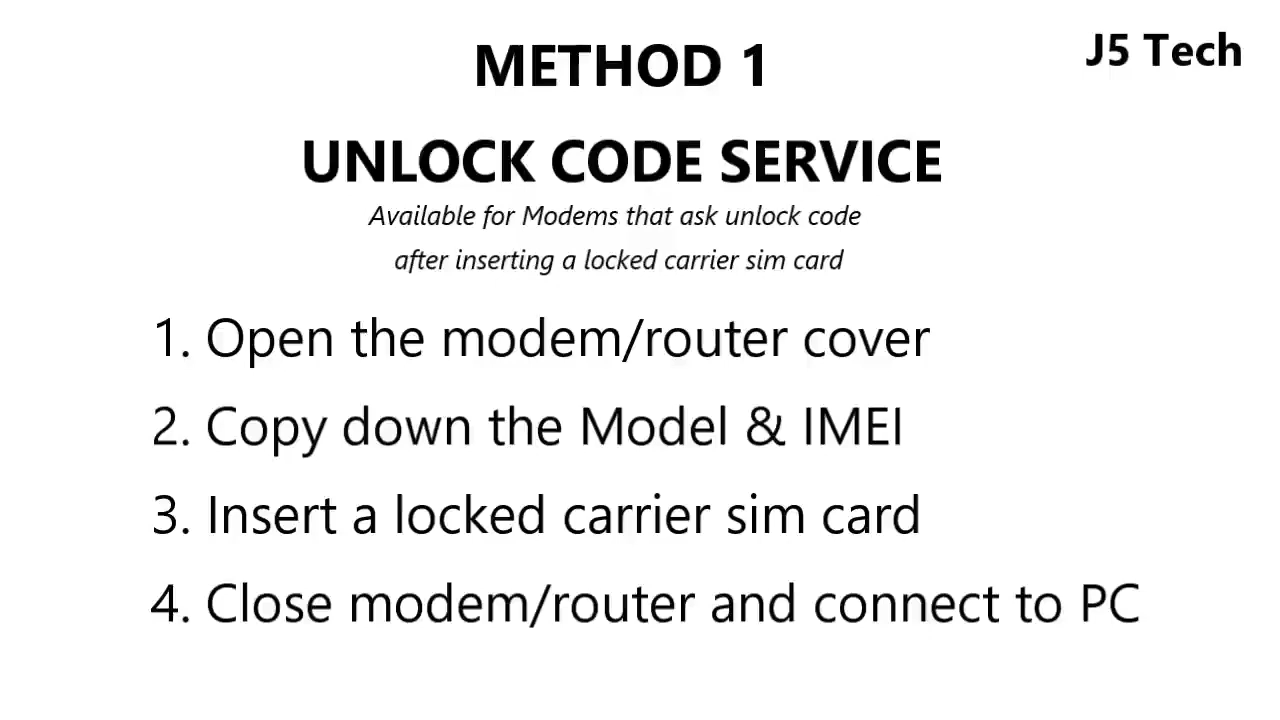 METHOD 1
J5 Tech
UNLOCK CODE SERVICE
Available for Modems that ask unlock code
after inserting a locked carrier sim card
1. Open the modem/router cover
2. Copy down the Model & IMEI
3. Insert a locked carrier sim card
4. Close modem/router and connect to PC